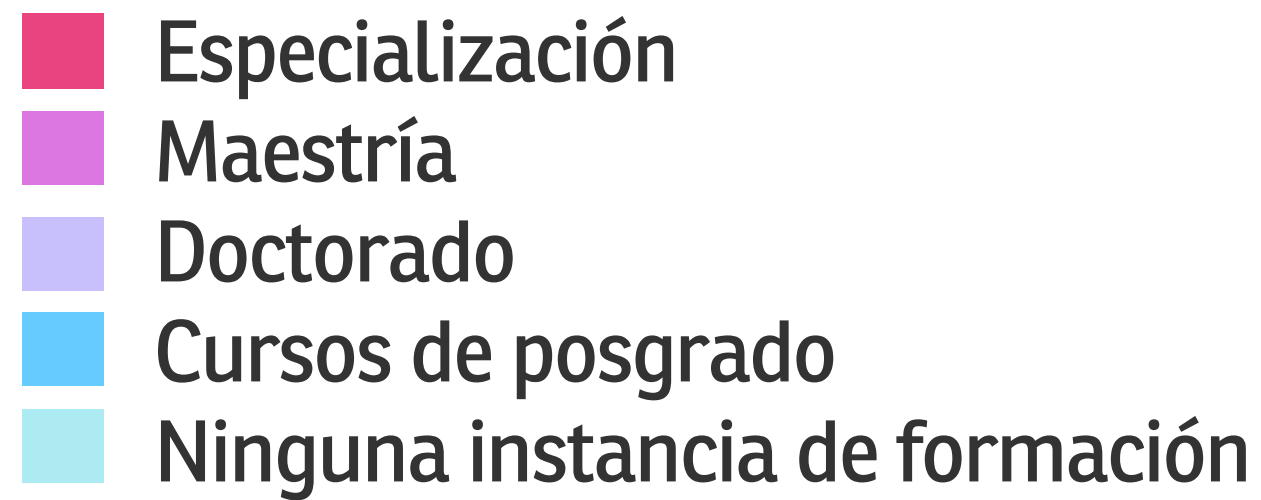 Especialización
Maestría
Doctorado
Cursos de posgrado
Ninguna instancia de formación